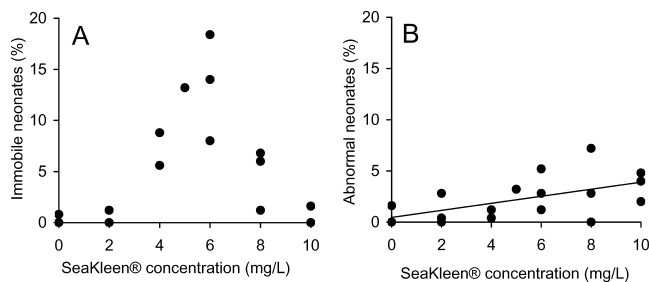 A
Immobile neonates (%)
20
15
10
5
0
0 2 4 6 8 10
SeaKleen® concentration (mg/L)
B
Abnormal neonates (%)
20
15
10
5
0
0 2 4 6 8 10
SeaKleen® concentration (mg/L)